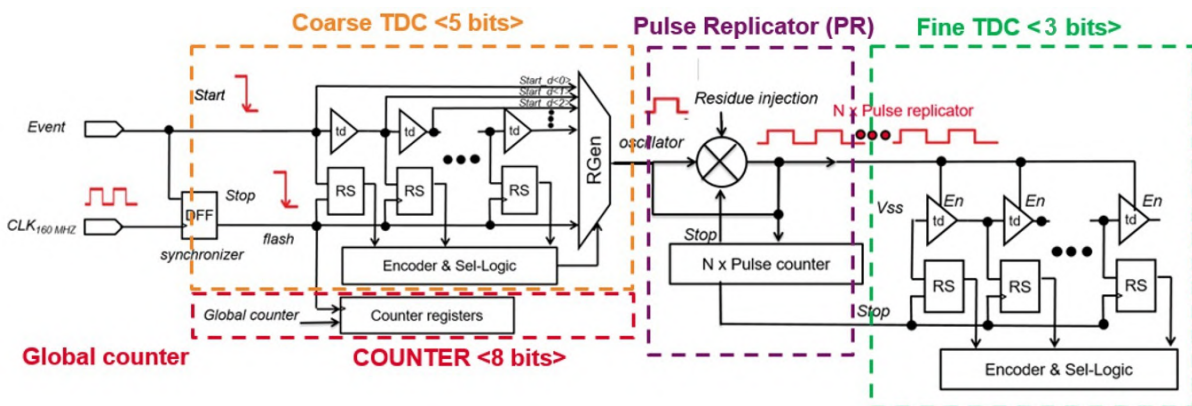 Coarse TDC <5 bits>
Pulse Replicator (PR)
Fine TDC < 3 bits>
Start
Start_d<0>
Start_d<1>
Start_d<2>
Event
td
td
td
RGen
oscillator
Residue injection
N x Pulse replicator
RS
RS
RS
Stop
DFF
CLK160 MHZ
synchronizer
flash
Encoder & Sel-Logic
Stop
N x Pulse counter
Vss
En
En
En
td
td
td
RS
RS
RS
Stop
Encoder & Sel-Logic
Global counter
Counter registers
Global counter
COUNTER <8 bits>